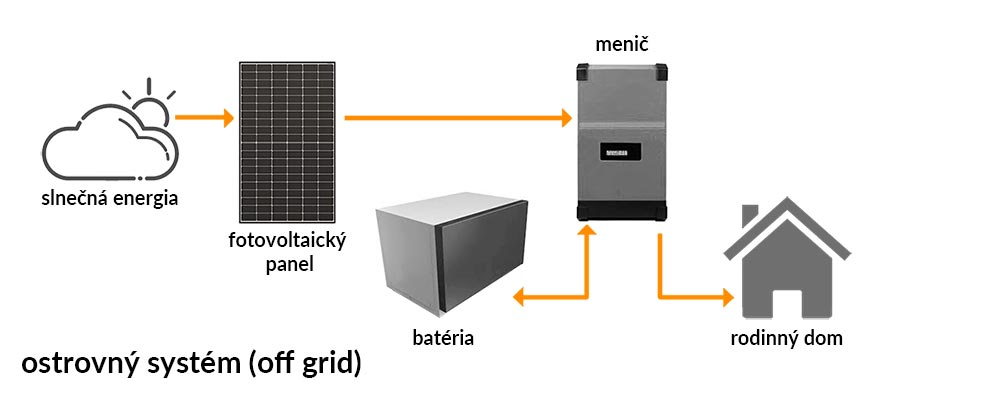 menič
slnečná energia
fotovoltaický
panel
batéria
rodinný dom
ostrovný systém (off grid)